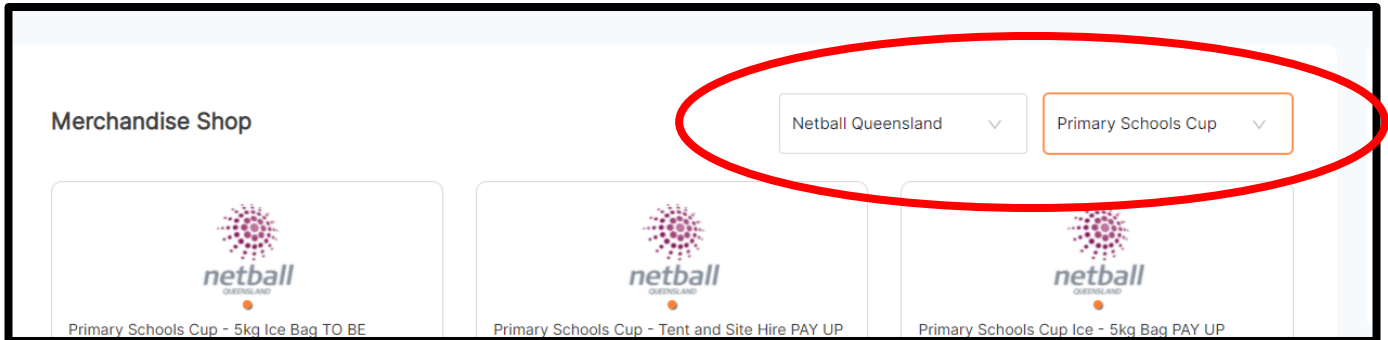 Merchandise Shop
Netball Queensland
Primary Schools Cup
netball
QUEENSLAND
netball
QUEENSLAND
netball
QUEENSLAND
Primary Schools Cup - 5kg Ice Bag TO BE
Primary Schools Cup - Tent and Site Hire PAY UP
Primary Schools Cup Ice - 5kg Bag PAY UP